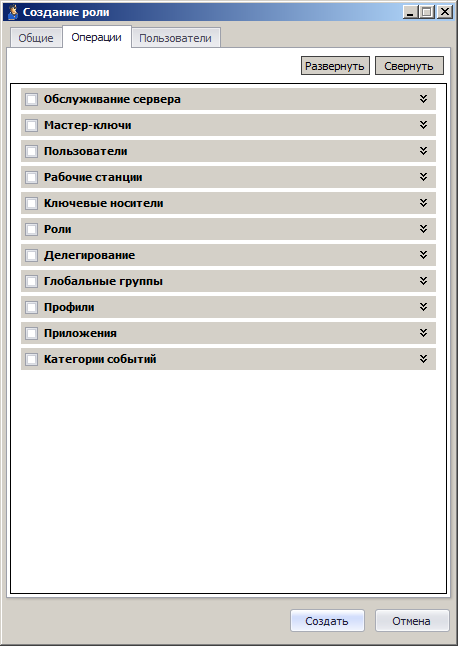 Создание роли
Общие Операции Пользователи
Развернуть Свернуть
Обслуживание сервера
Мастер-ключи
Пользователи
Рабочие станции
Ключевые носители
Роли
Делегирование
Глобальные группы
Профили
Приложения
Категории событий
Создать Отмена